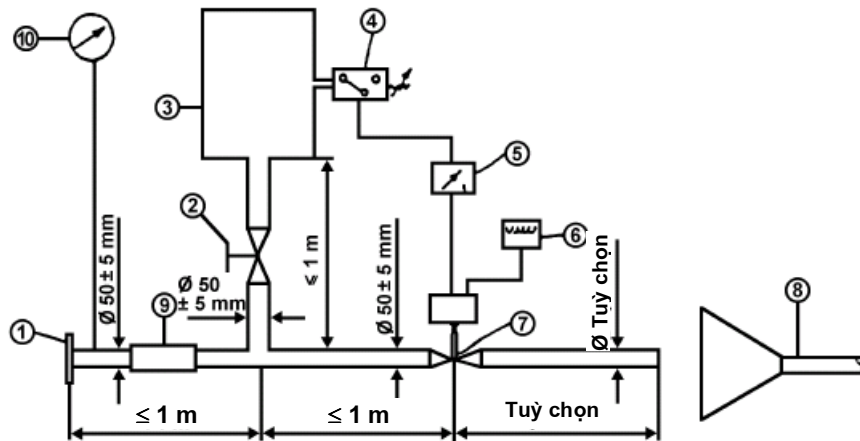 10
4
3
5
≤ 1 m
2
6
Ø 50 ± 5 mm
Ø 50
± 5 mm
Ø 50 ± 5 mm
Ø Tuỳ chọn
9
7
8
1
≤ 1 m
≤ 1 m
Tuỳ chọn